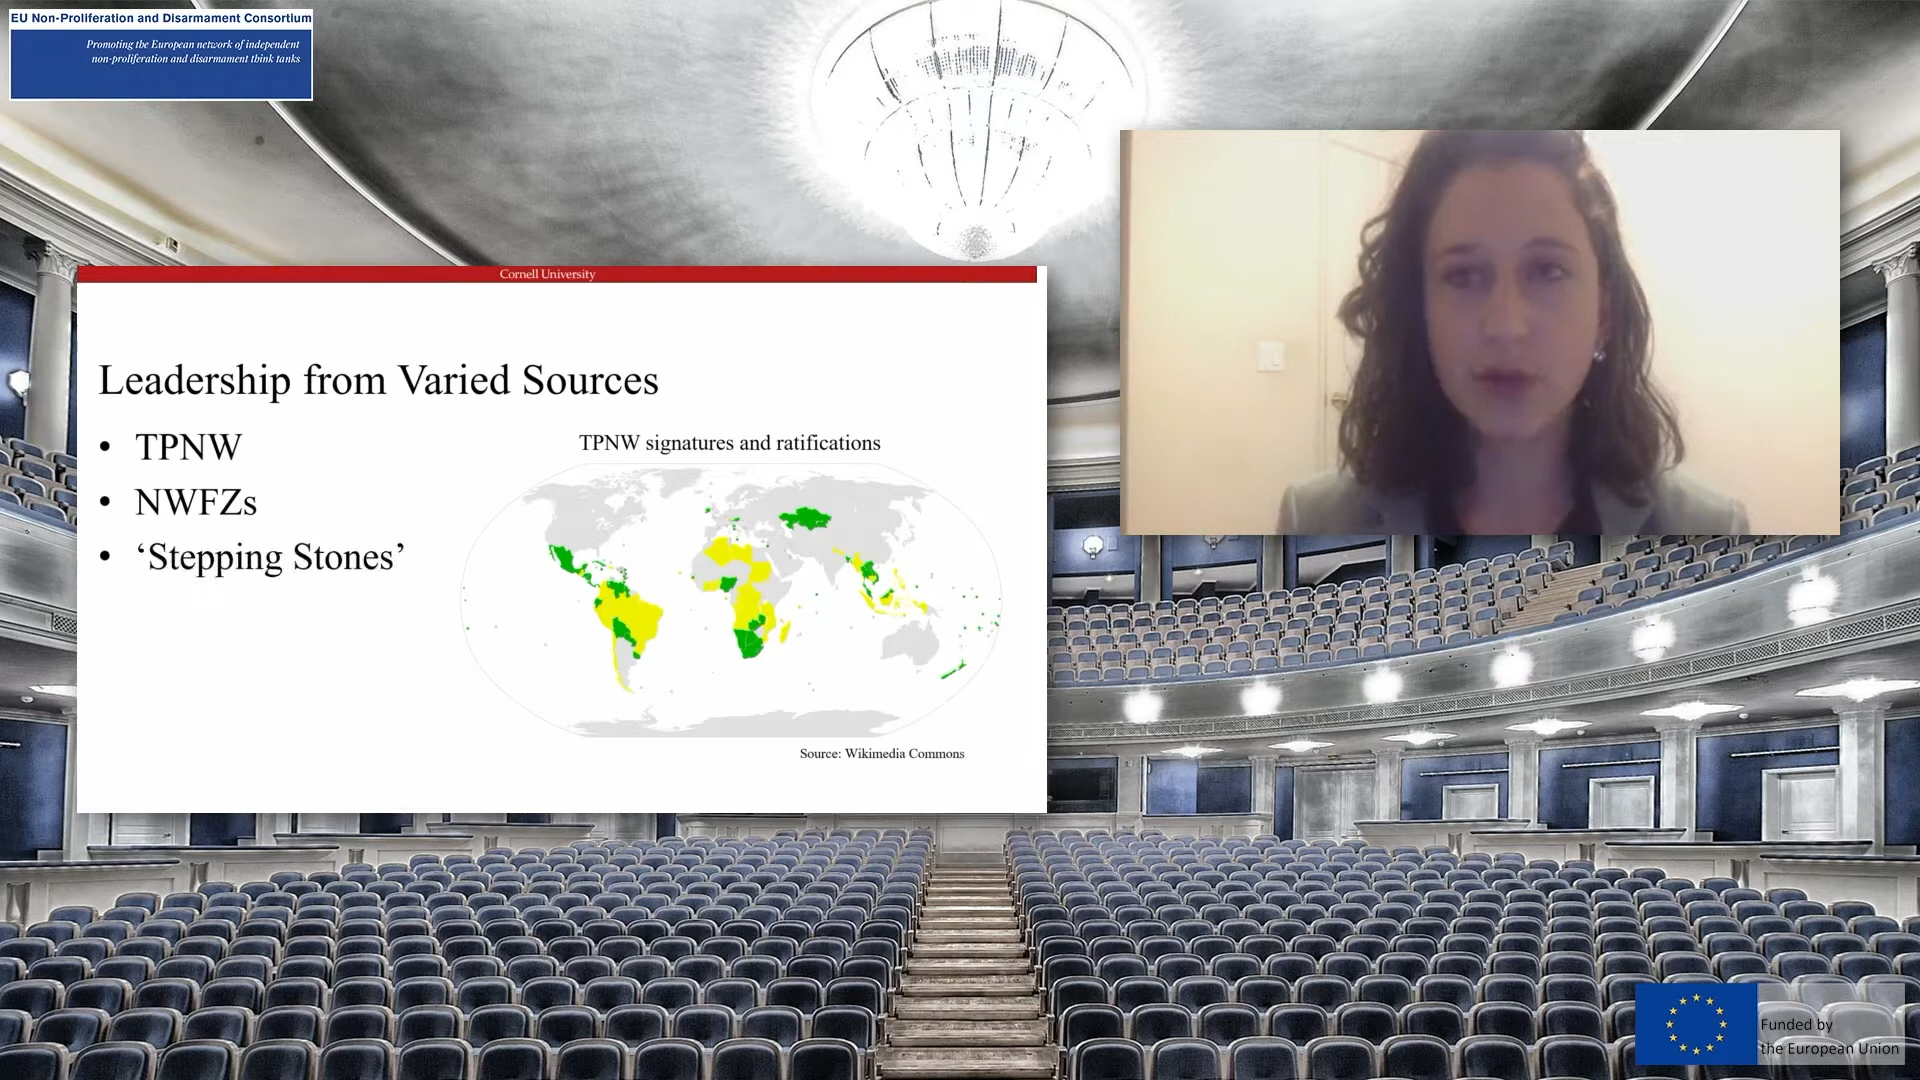 EU Non-Proliferation and Disarmament Consortium
Promoting the European network of independent
non-proliferation and disarmament think tanks
Cornell University
Leadership from Varied Sources
• TPNW
• NWFZs
• ‘Stepping Stones’
TPNW signatures and ratifications
Source: Wikimedia Commons
Funded by
the European Union